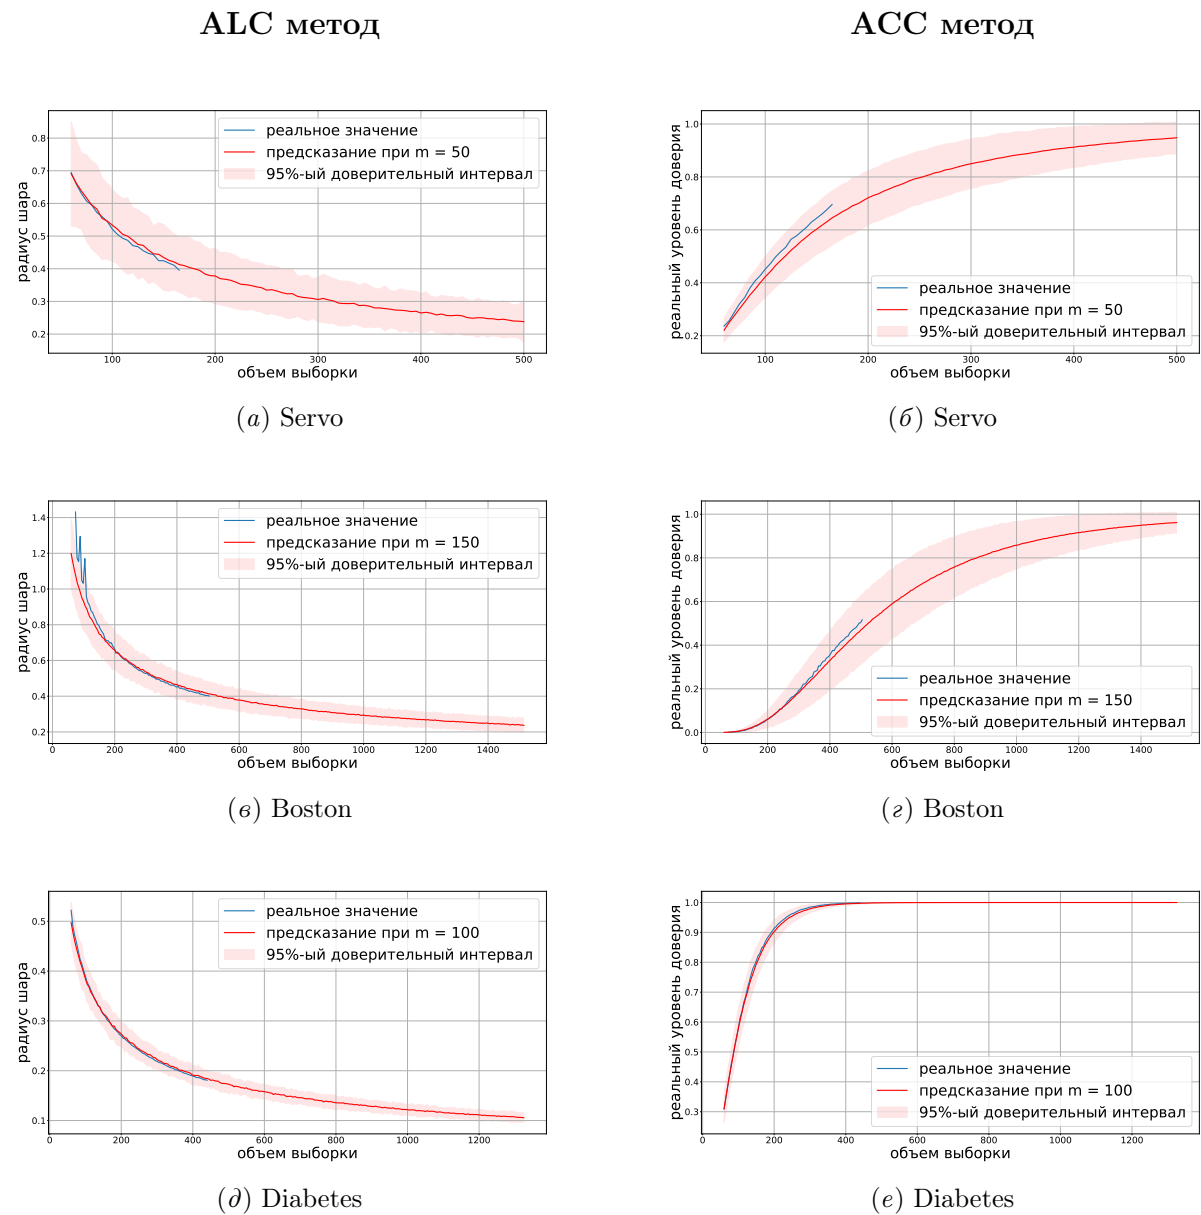 ALC метод
ACC метод
0.8
0.7
0.6
0.5
0.4
0.3
0.2
100
200
300
400
500
радиус шара
объем выборки
реальное значение
предсказание при m = 50
95%-ый доверительный интервал
(а) Servo
1.0
0.8
0.6
0.4
0.2
100
200
300
400
500
реальный уровень доверия
объем выборки
реальное значение
предсказание при m = 50
95%-ый доверительный интервал
(б) Servo
1.4
1.2
1.0
0.8
0.6
0.4
0.2
0
200
400
600
800
1000
1200
1400
радиус шара
объем выборки
реальное значение
предсказание при m = 150
95%-ый доверительный интервал
(в) Boston
1.0
0.8
0.6
0.4
0.2
0.0
0
200
400
600
800
1000
1200
1400
реальный уровень доверия
объем выборки
реальное значение
предсказание при m = 150
95%-ый доверительный интервал
(г) Boston
0.5
0.4
0.3
0.2
0.1
0
200
400
600
800
1000
1200
радиус шара
объем выборки
реальное значение
предсказание при m = 100
95%-ый доверительный интервал
(д) Diabetes
1.0
0.9
0.8
0.7
0.6
0.5
0.4
0.3
0
200
400
600
800
1000
1200
реальный уровень доверия
объем выборки
реальное значение
предсказание при m = 100
95%-ый доверительный интервал
(е) Diabetes